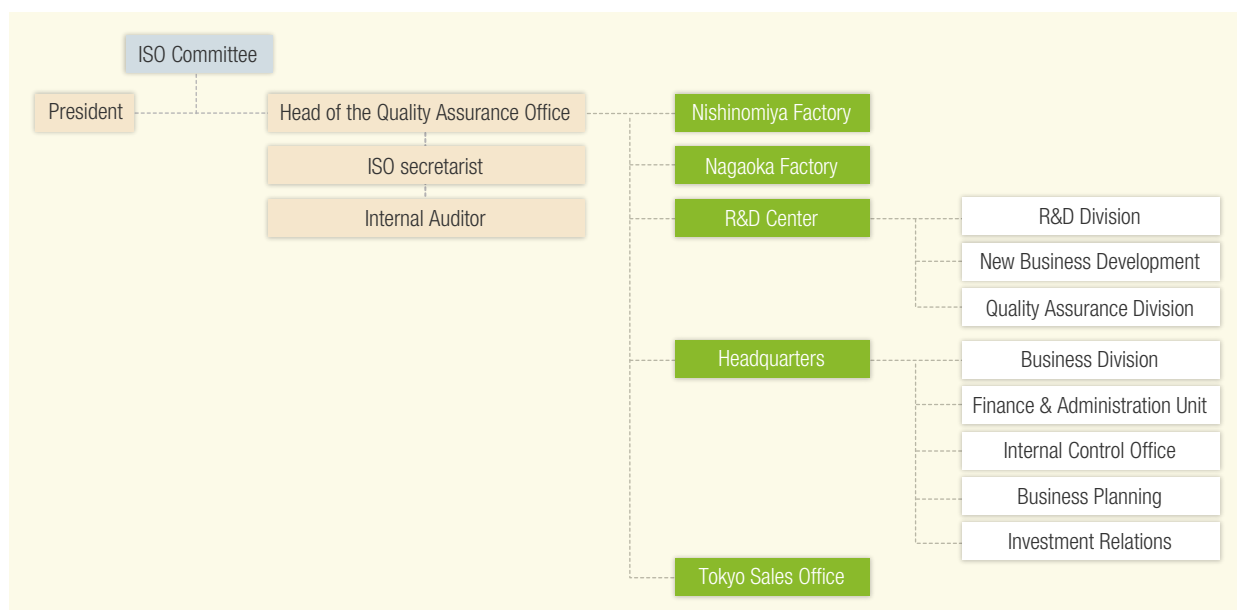 ISO Committee
President
Head of the Quality Assurance Office
ISO secretarist
Internal Auditor
Nishinomiya Factory
Nagaoka Factory
R&D Center
R&D Division
New Business Development
Quality Assurance Division
Headquarters
Business Division
Finance & Administration Unit
Internal Control Office
Business Planning
Investment Relations
Tokyo Sales Office